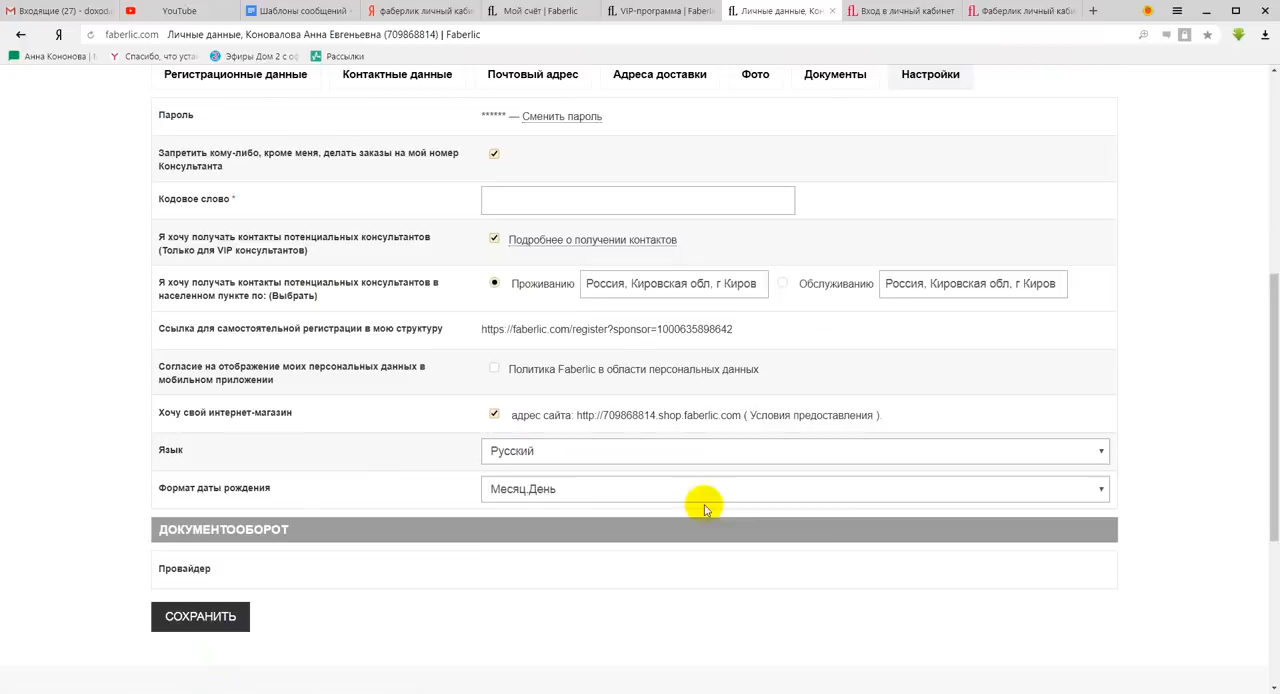 Входящие (27) - doxod
YouTube
Шаблоны сообщений
фаберлик личный каби
Мой счёт | Faberlic
VIP-программа | Faberli
Личные данные, Кон
Вход в личный кабинет
Фаберлик личный каби
faberlic.com Личные данные, Коновалова Анна Евгеньевна (709868814) | Faberlic
Анна Кононова |
Спасибо, что уста
Эфиры Дом 2 с оф
Рассылки
Регистрационные данные
Контактные данные
Почтовый адрес
Адреса доставки
Фото
Документы
Настройки
Пароль
****** — Сменить пароль
Запретить кому-либо, кроме меня, делать заказы на мой номер
Консультанта
Кодовое слово *
Я хочу получать контакты потенциальных консультантов
(Только для VIP консультантов)
Подробнее о получении контактов
Я хочу получать контакты потенциальных консультантов в
населенном пункте по: (Выбрать)
Проживанию
Россия, Кировская обл, г Киров
Обслуживанию
Россия, Кировская обл, г Киров
Ссылка для самостоятельной регистрации в мою структуру
https://faberlic.com/register?sponsor=1000635898642
Согласие на отображение моих персональных данных в
мобильном приложении
Политика Faberlic в области персональных данных
Хочу свой интернет-магазин
адрес сайта: http://709868814.shop.faberlic.com ( Условия предоставления ).
Язык
Русский
Формат даты рождения
Месяц.День
ДОКУМЕНТООБОРОТ
Провайдер
СОХРАНИТЬ